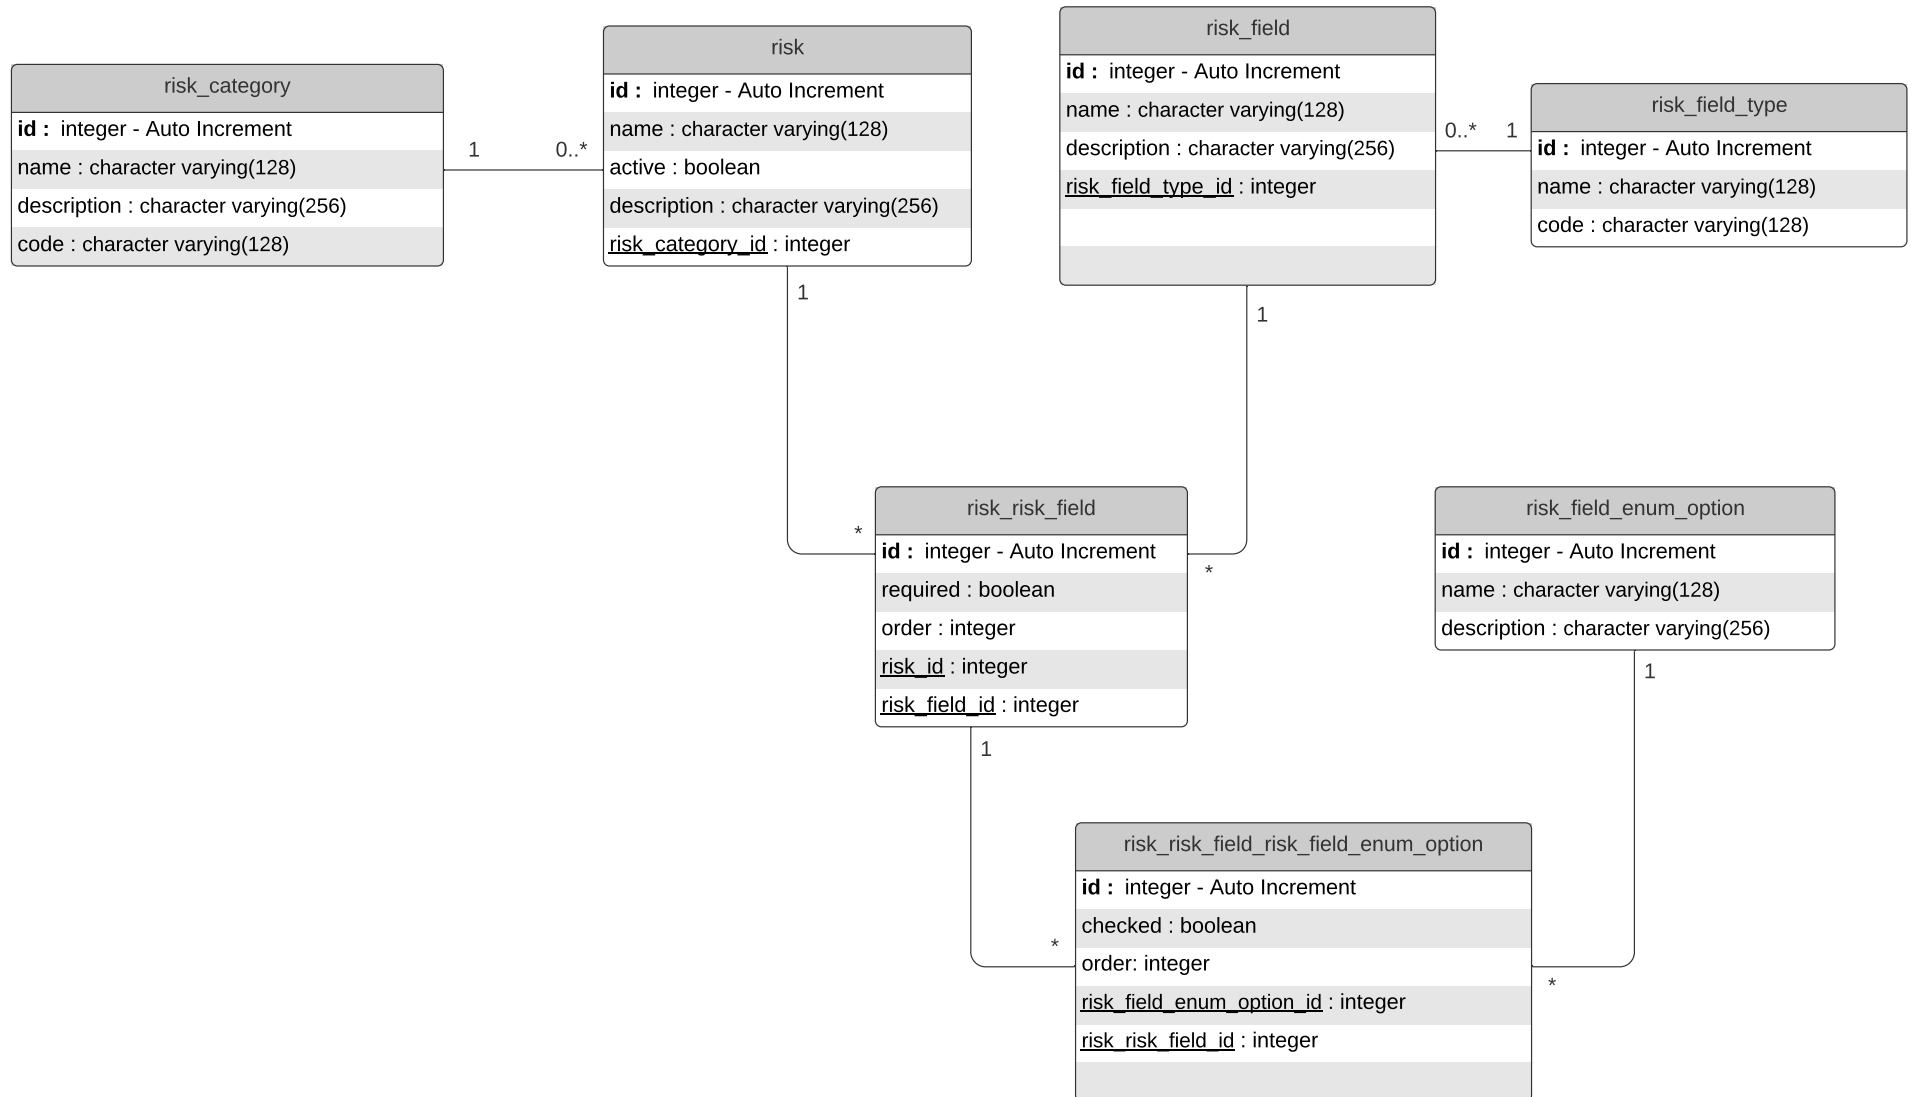 risk_category
id : integer - Auto Increment
name : character varying(128)
description : character varying(256)
code : character varying(128)
1
0..*
risk
id : integer - Auto Increment
name : character varying(128)
active : boolean
description : character varying(256)
risk_category_id : integer
1
risk_field
id : integer - Auto Increment
name : character varying(128)
description : character varying(256)
risk_field_type_id : integer
1
0..*
1
risk_field_type
id : integer - Auto Increment
name : character varying(128)
code : character varying(128)
*
risk_risk_field
id : integer - Auto Increment
required : boolean
order : integer
risk_id : integer
risk_field_id : integer
*
1
risk_field_enum_option
id : integer - Auto Increment
name : character varying(128)
description : character varying(256)
1
*
risk_risk_field_risk_field_enum_option
id : integer - Auto Increment
checked : boolean
order: integer
risk_field_enum_option_id : integer
risk_risk_field_id : integer
*